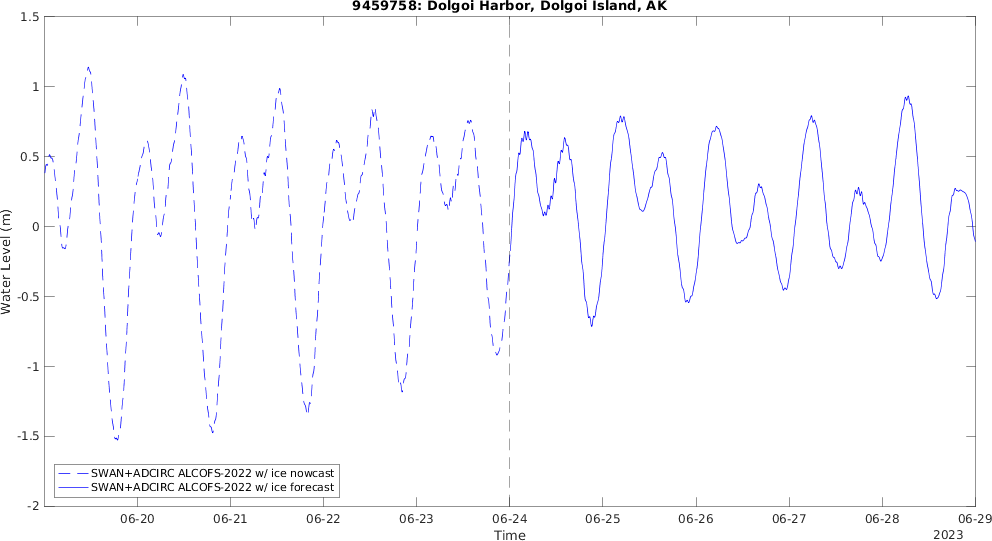 9459758: Dolgoi Harbor, Dolgoi Island, AK
1.5
1
0.5
0
-0.5
-1
-1.5
-2
Water Level (m)
SWAN+ADCIRC ALCOFS-2022 w/ ice nowcast
SWAN+ADCIRC ALCOFS-2022 w/ ice forecast
06-20 06-21 06-22 06-23 06-24 06-25 06-26 06-27 06-28 06-29
Time
2023